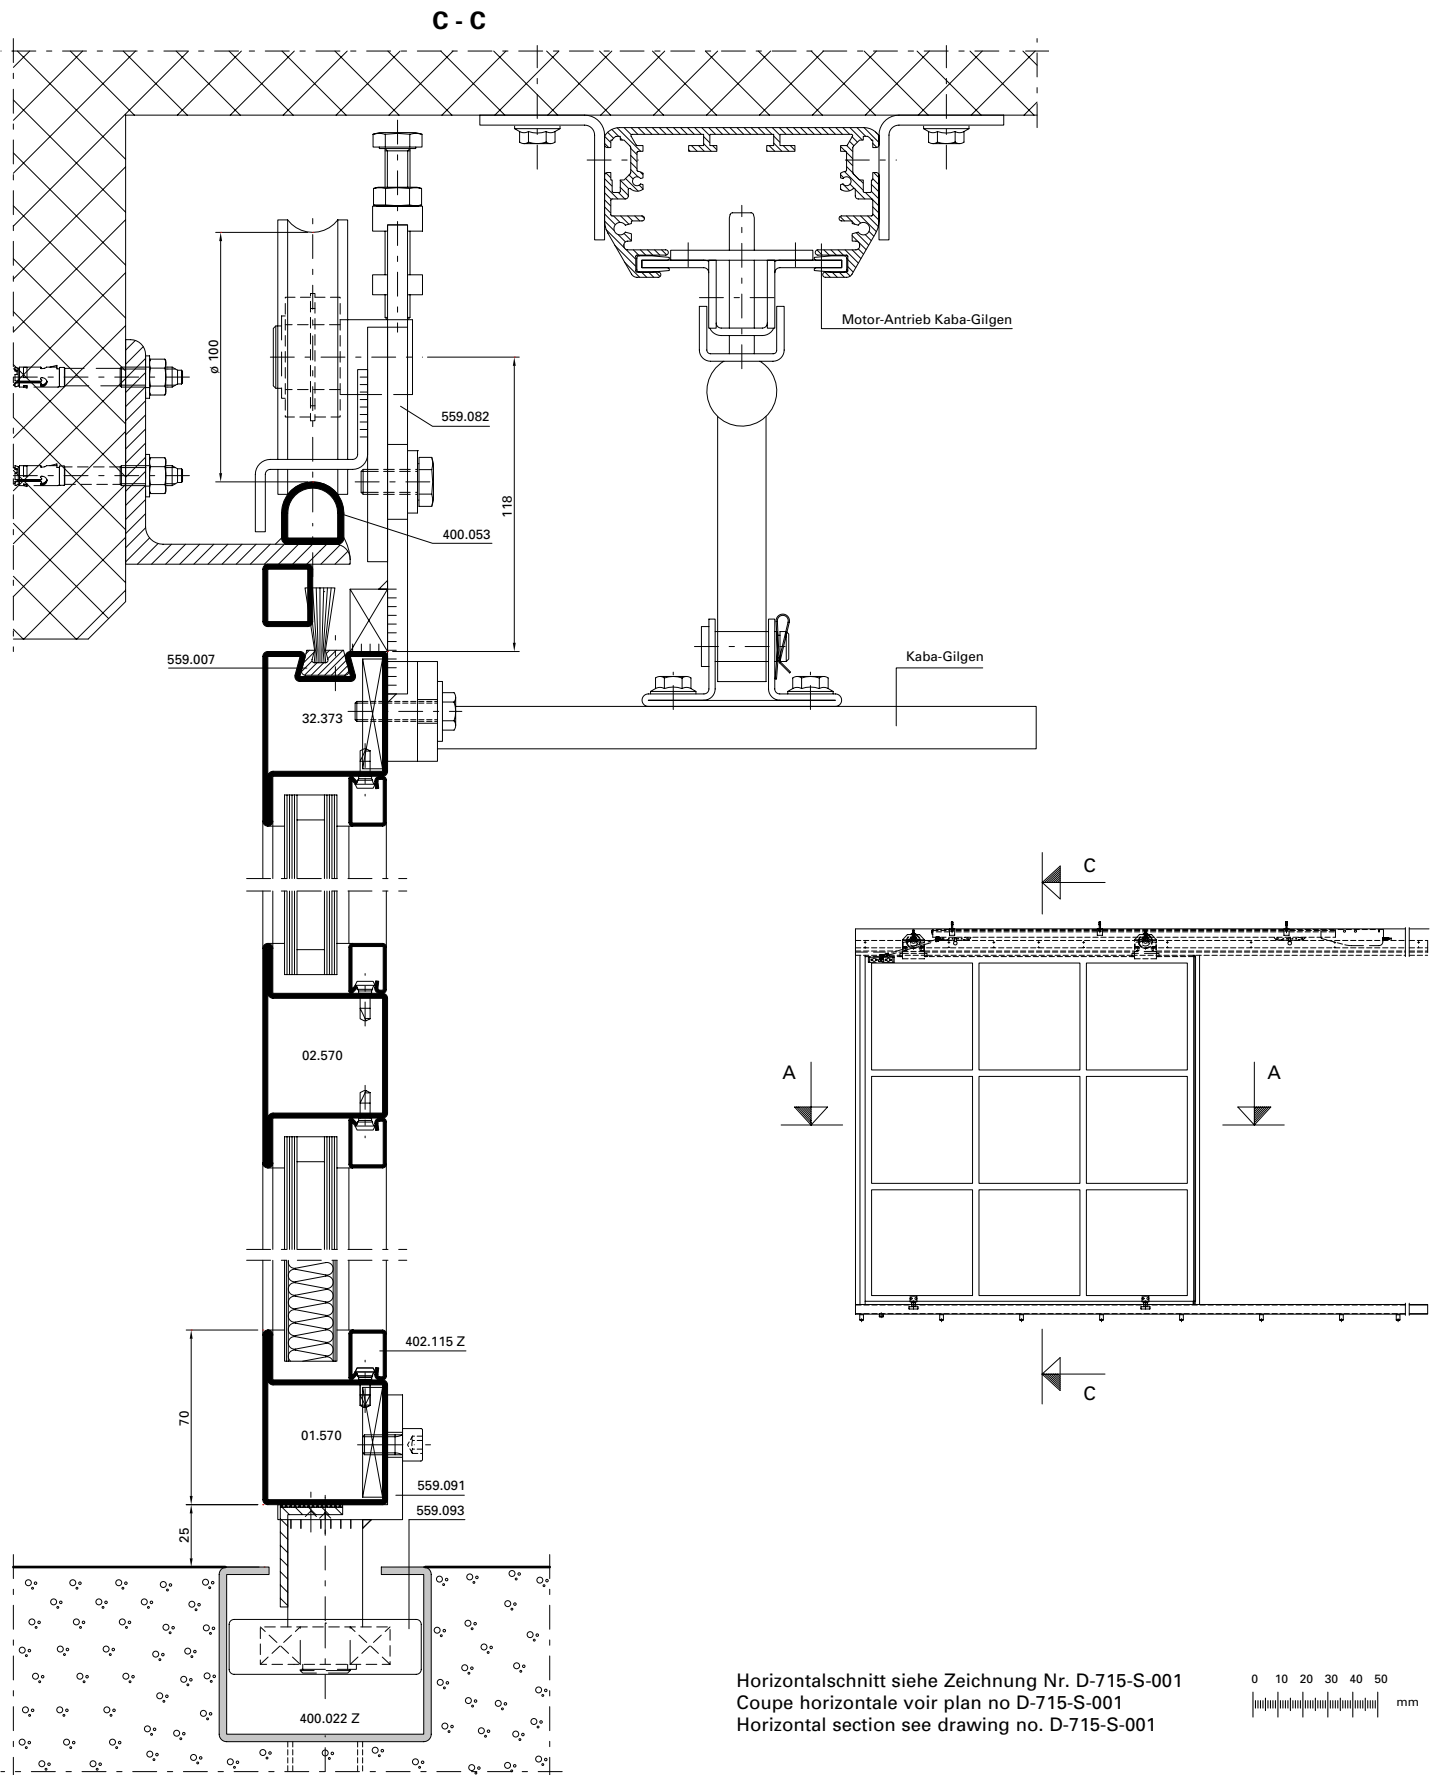 C - C
Motor-Antrieb Kaba-Gilgen
ø 100
559.082
118
400.053
559.007
Kaba-Gilgen
32.373
C
02.570
A
A
402.115 Z
C
70
01.570
559.091
559.093
25
Horizontalschnitt siehe Zeichnung Nr. D-715-S-001
Coupe horizontale voir plan no D-715-S-001
Horizontal section see drawing no. D-715-S-001
0 10 20 30 40 50
mm
400.022 Z